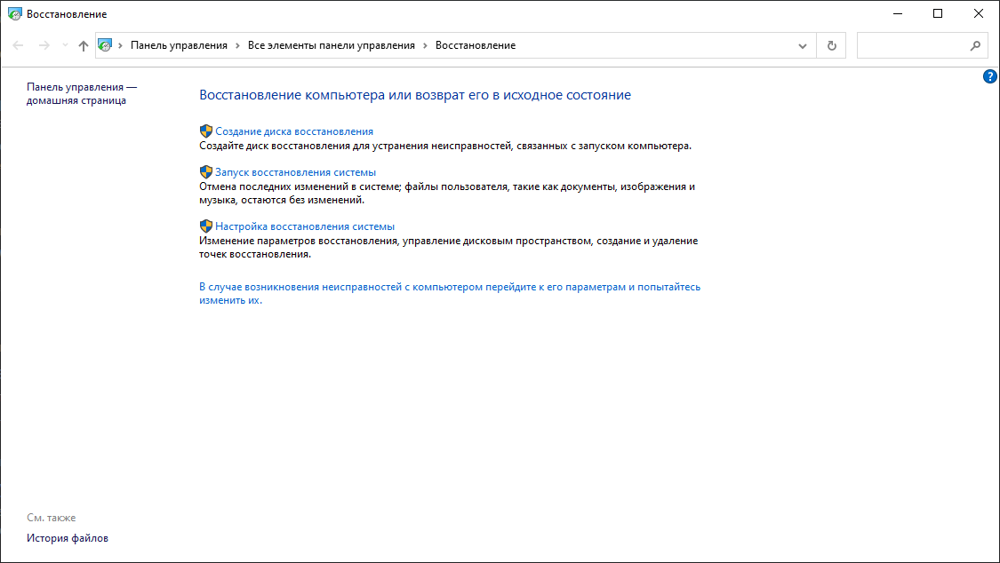 Восстановление
Панель управления › Все элементы панели управления › Восстановление
?
Панель управления —
домашняя страница
Восстановление компьютера или возврат его в исходное состояние
Создание диска восстановления
Создайте диск восстановления для устранения неисправностей, связанных с запуском компьютера.
Запуск восстановления системы
Отмена последних изменений в системе; файлы пользователя, такие как документы, изображения и
музыка, остаются без изменений.
Настройка восстановления системы
Изменение параметров восстановления, управление дисковым пространством, создание и удаление
точек восстановления.
В случае возникновения неисправностей с компьютером перейдите к его параметрам и попытайтесь
изменить их.
См. также
История файлов